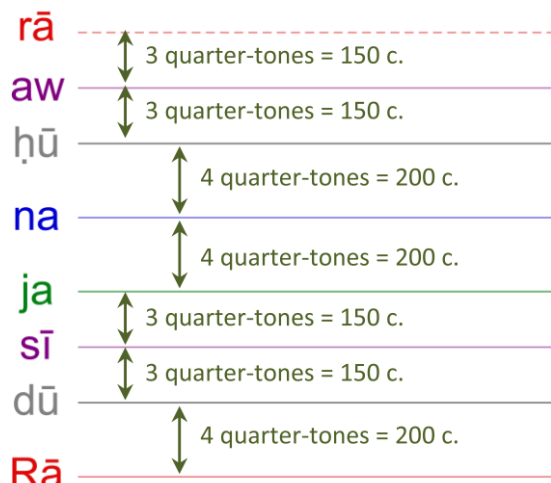 rā
3 quarter-tones = 150 c.
aw
3 quarter-tones = 150 c.
ḥū
4 quarter-tones = 200 c.
na
4 quarter-tones = 200 c.
ja
3 quarter-tones = 150 c.
sī
3 quarter-tones = 150 c.
dū
4 quarter-tones = 200 c.
Rā